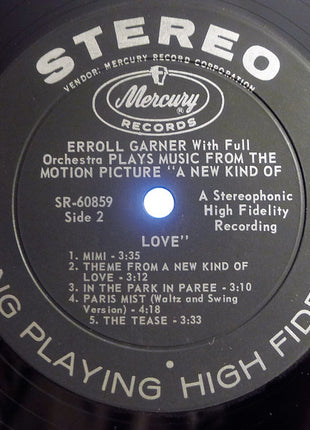 STEREO
VENDOR: MERCURY RECORD CORPORATION
Mercury
®
RECORDS
ERROLL GARNER With Full
Orchestra PLAYS MUSIC FROM THE
MOTION PICTURE "A NEW KIND OF
SR-60859
Side 2
A Stereophonic
High Fidelity
Recording
LOVE"
1. MIMI - 3:35
2. THEME FROM A NEW KIND OF
LOVE - 3:12
3. IN THE PARK IN PAREE - 3:10
4. PARIS MIST (Waltz and Swing
Version) - 4:18
5. THE TEASE - 3:33
NG PLAYING HIGH FIDE